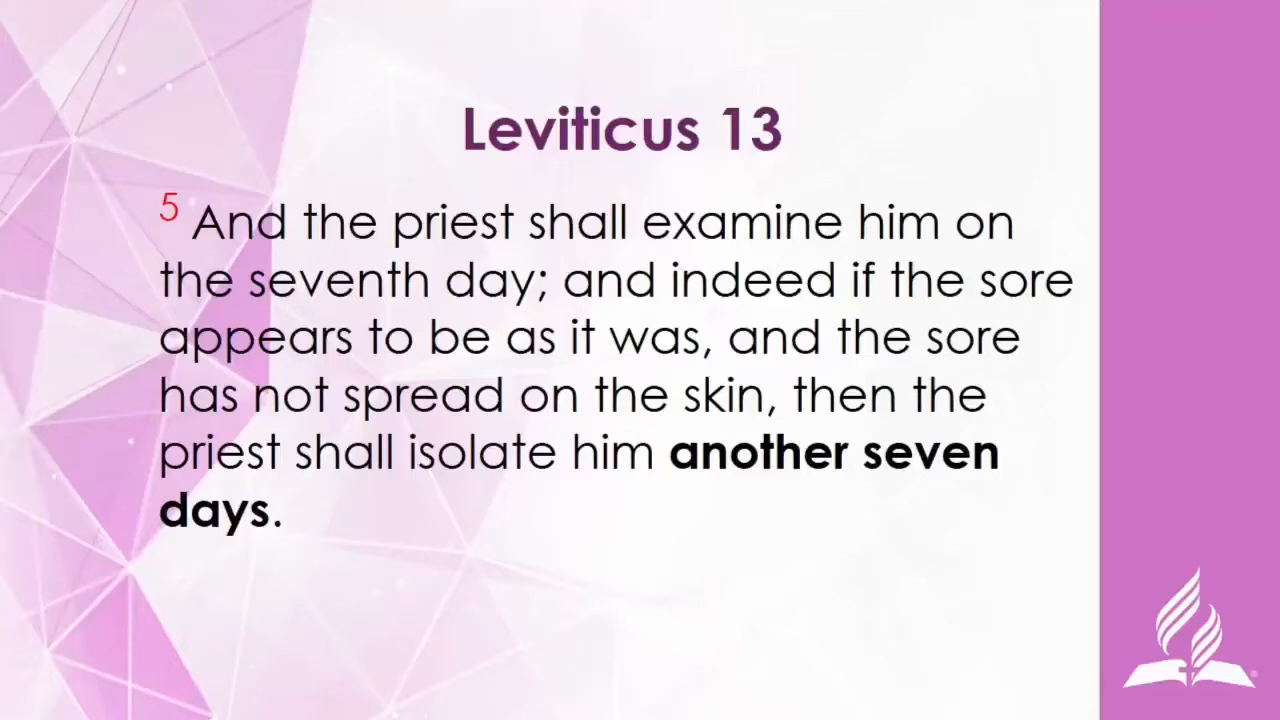 Leviticus 13
5 And the priest shall examine him on
the seventh day; and indeed if the sore
appears to be as it was, and the sore
has not spread on the skin, then the
priest shall isolate him another seven
days.